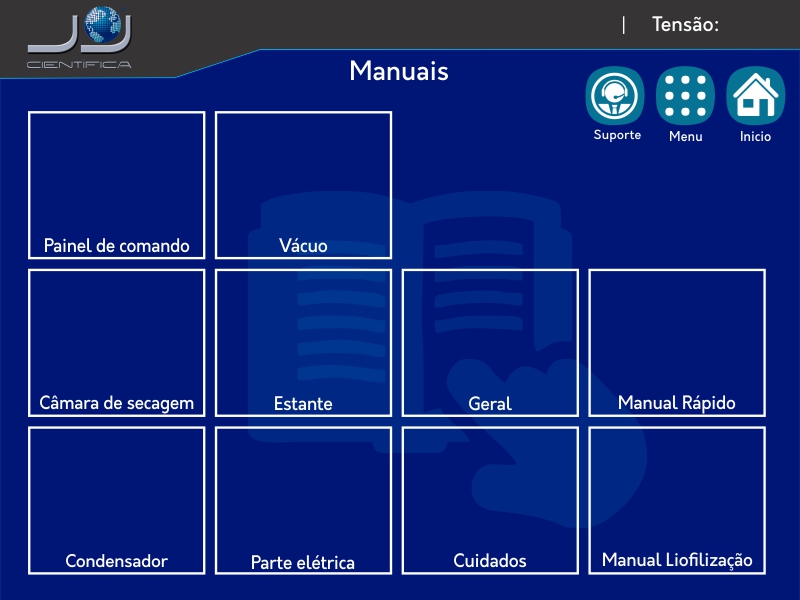 JJ
CIENTIFICA
| Tensão:
Manuais
Suporte
Menu
Inicio
Painel de comando
Vácuo
Câmara de secagem
Estante
Geral
Manual Rápido
Condensador
Parte elétrica
Cuidados
Manual Liofilização